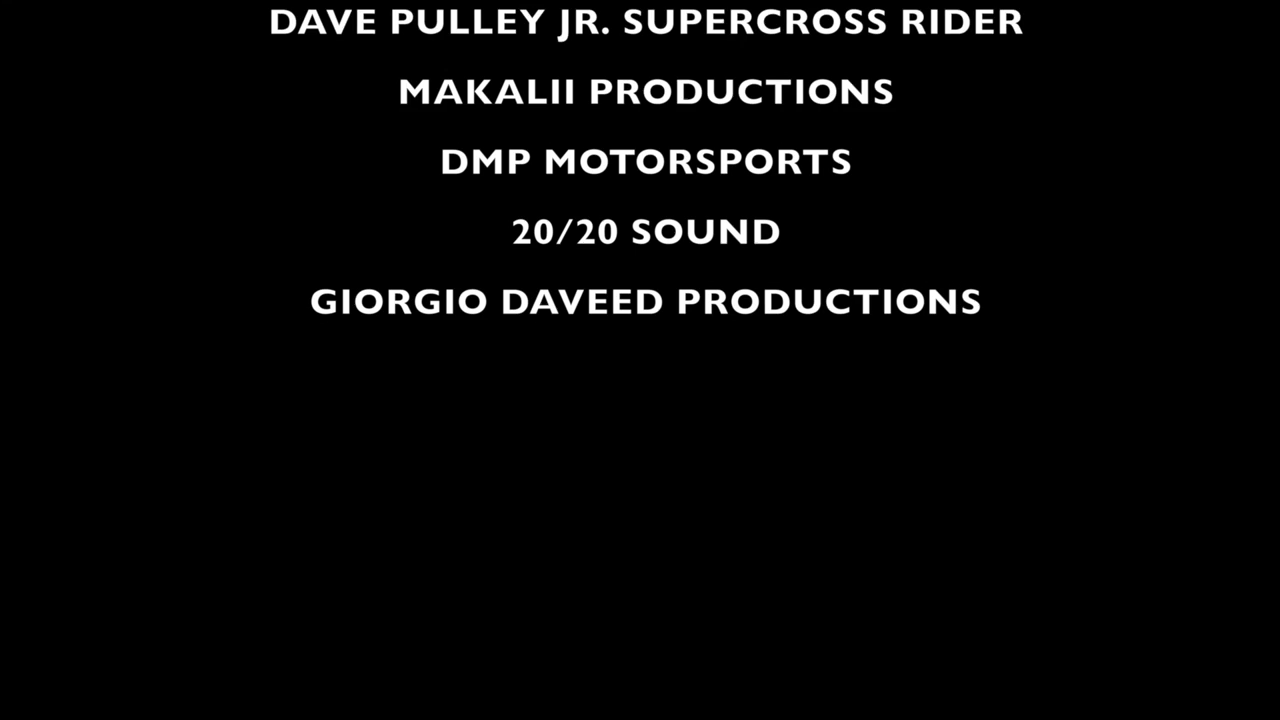 DAVE PULLEY JR. SUPERCROSS RIDER
MAKALII PRODUCTIONS
DMP MOTORSPORTS
20/20 SOUND
GIORGIO DAVEED PRODUCTIONS